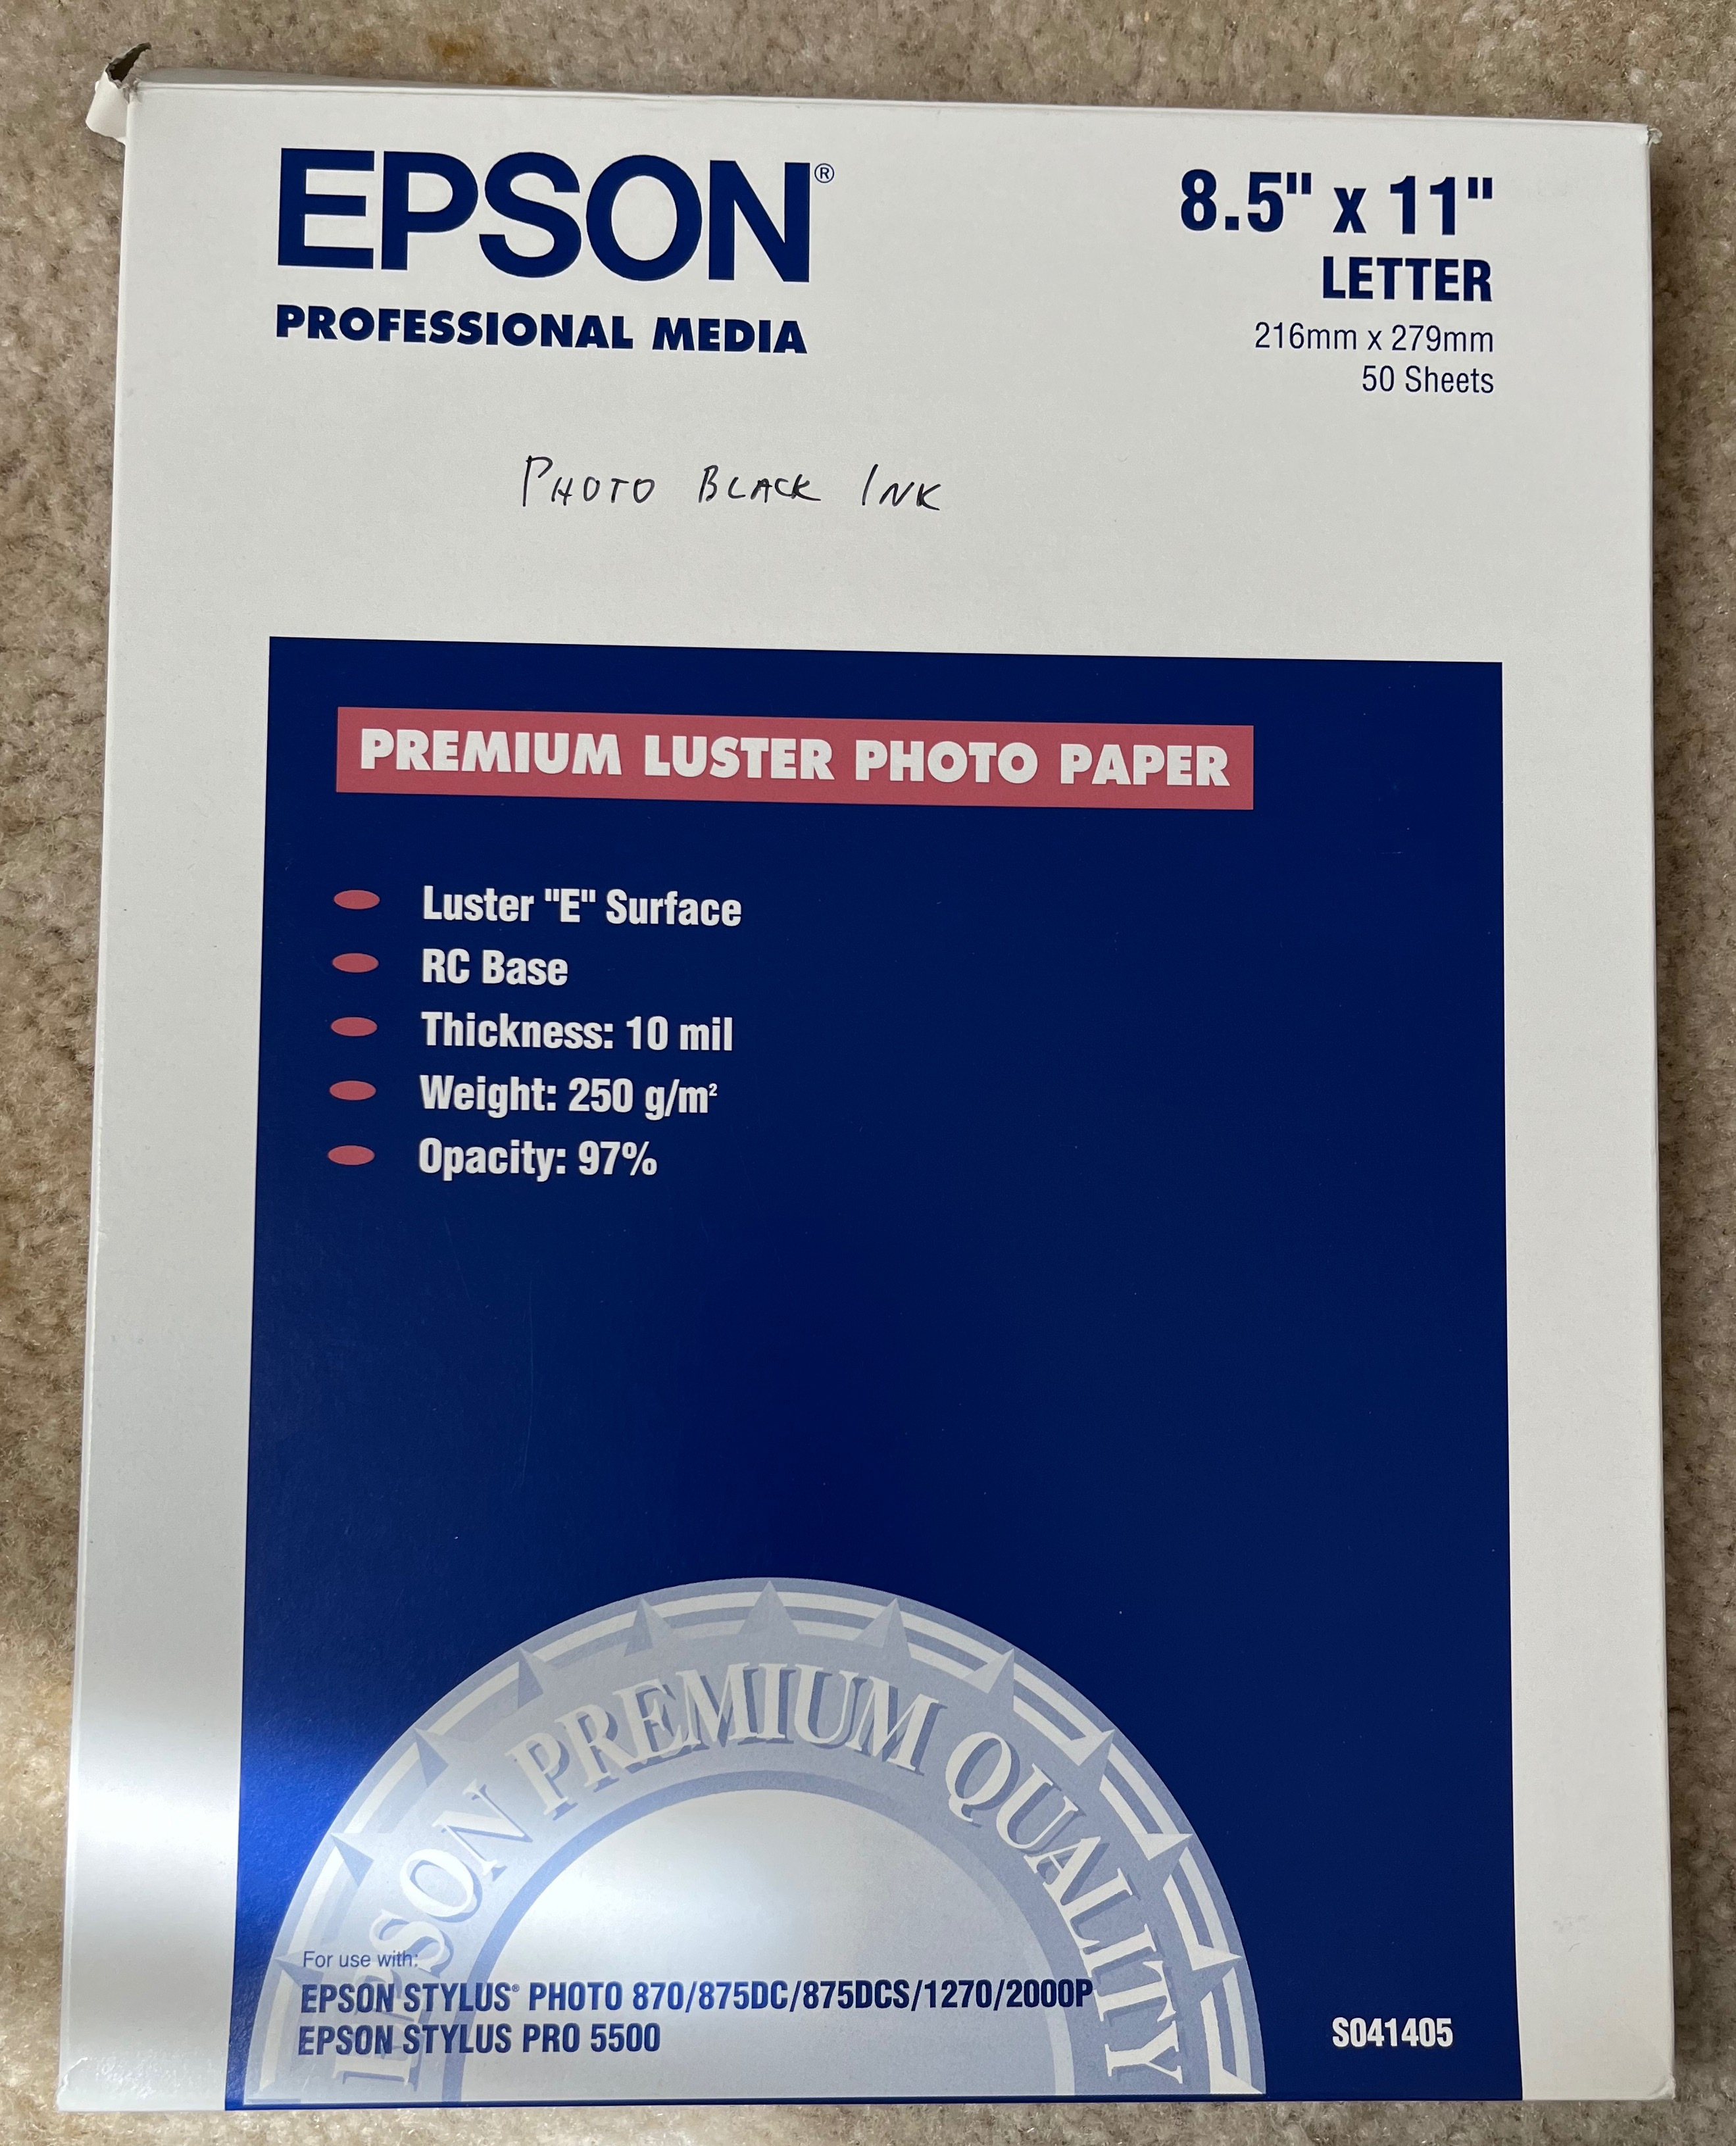 EPSON®
PROFESSIONAL MEDIA
8.5" x 11"
LETTER
216mm x 279mm
50 Sheets
PHOTO BLACK INK
PREMIUM LUSTER PHOTO PAPER
Luster "E" Surface
RC Base
Thickness: 10 mil
Weight: 250 g/m²
Opacity: 97%
EPSON PREMIUM QUALITY
For use with:
EPSON STYLUS® PHOTO 870/875DC/875DCS/1270/2000P
EPSON STYLUS PRO 5500
S041405